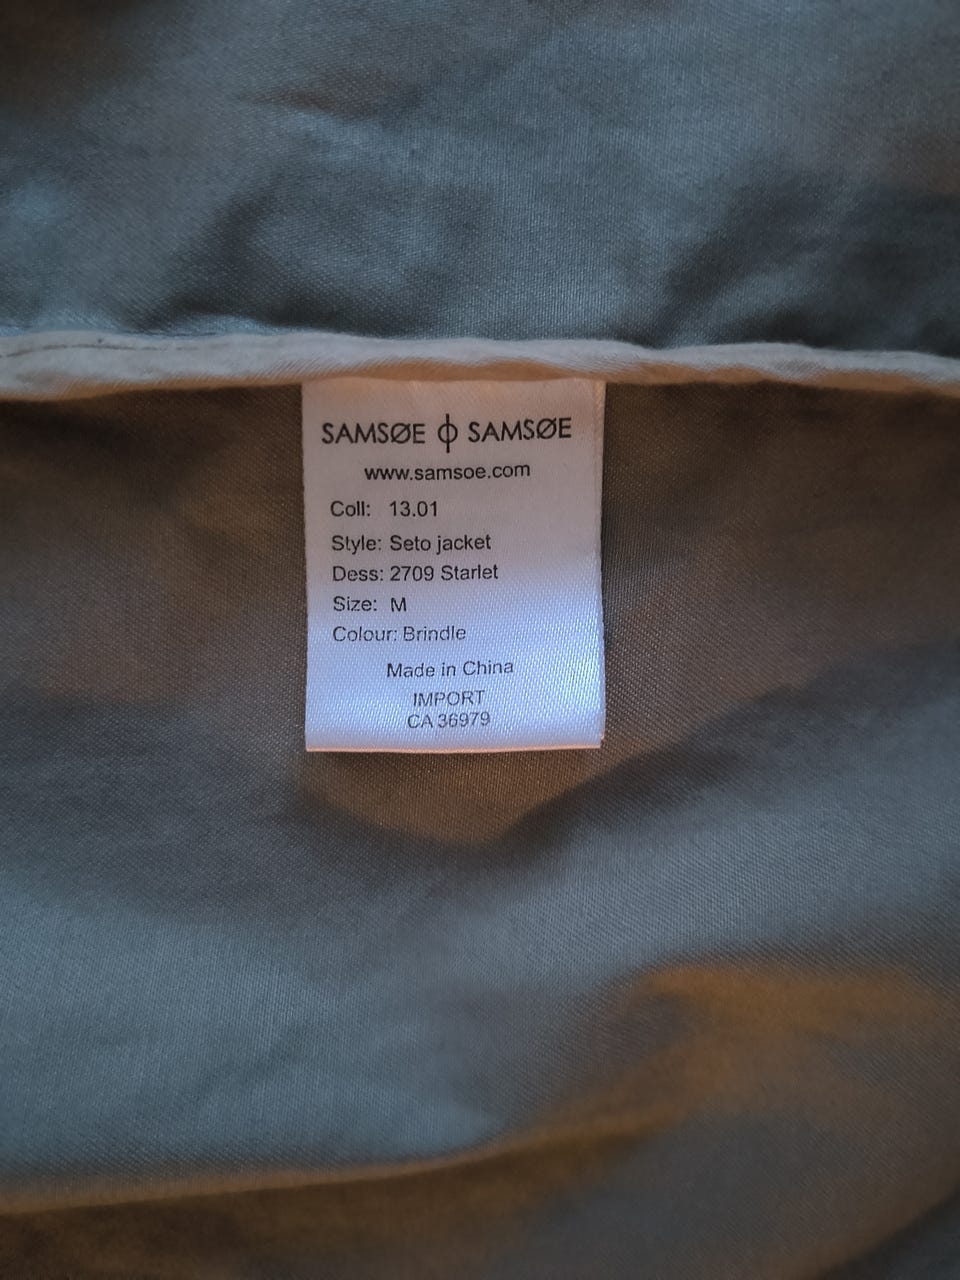 SAMSØE ϕ SAMSØE
www.samsoe.com
Coll: 13.01
Style: Seto jacket
Dess: 2709 Starlet
Size: M
Colour: Brindle
Made in China
IMPORT
CA 36979